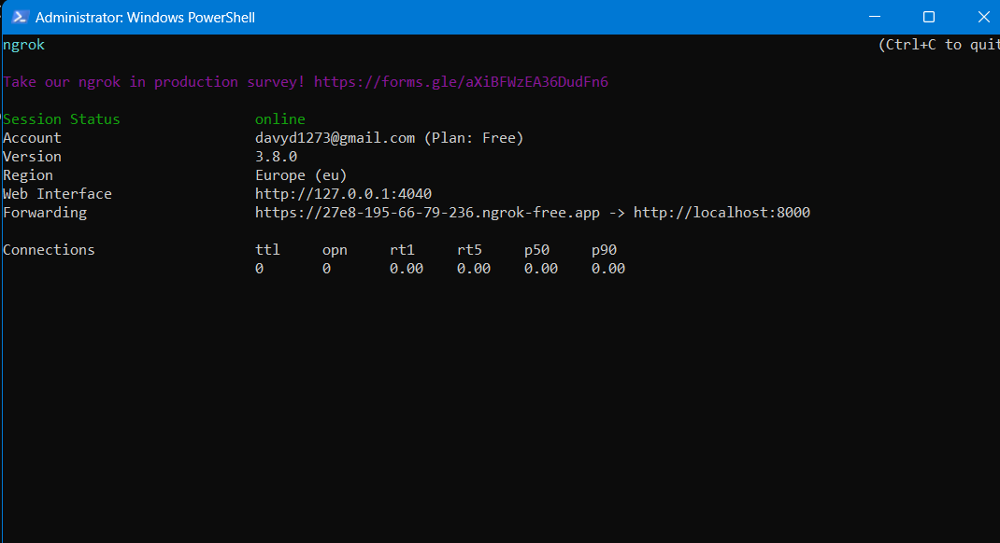 Administrator: Windows PowerShell
ngrok (Ctrl+C to quit
Take our ngrok in production survey! https://forms.gle/aXiBFWzEA36DudFn6
Session Status online
Account davyd1273@gmail.com (Plan: Free)
Version 3.8.0
Region Europe (eu)
Web Interface http://127.0.0.1:4040
Forwarding https://27e8-195-66-79-236.ngrok-free.app -> http://localhost:8000
Connections ttl opn rt1 rt5 p50 p90
0 0 0.00 0.00 0.00 0.00